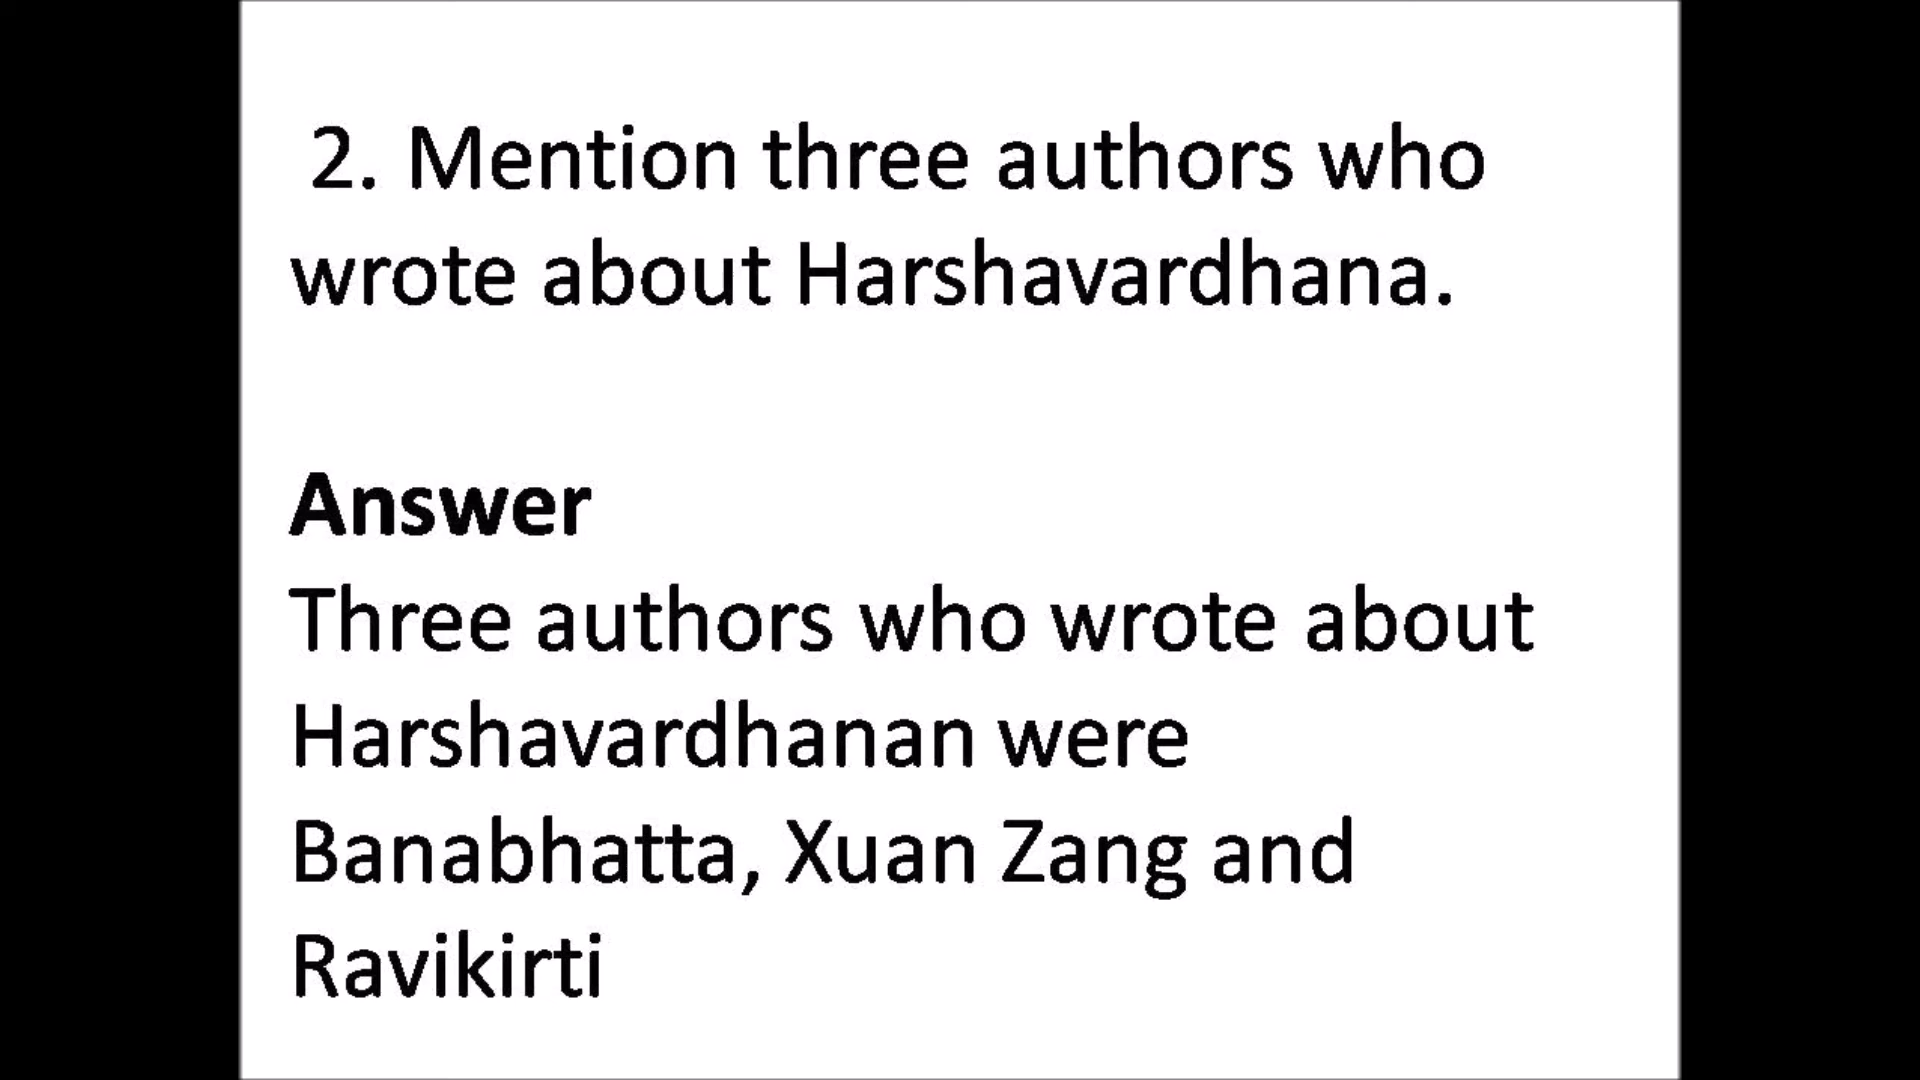 2. Mention three authors who
wrote about Harshavardhana.
Answer
Three authors who wrote about
Harshavardhanan were
Banabhatta, Xuan Zang and
Ravikirti